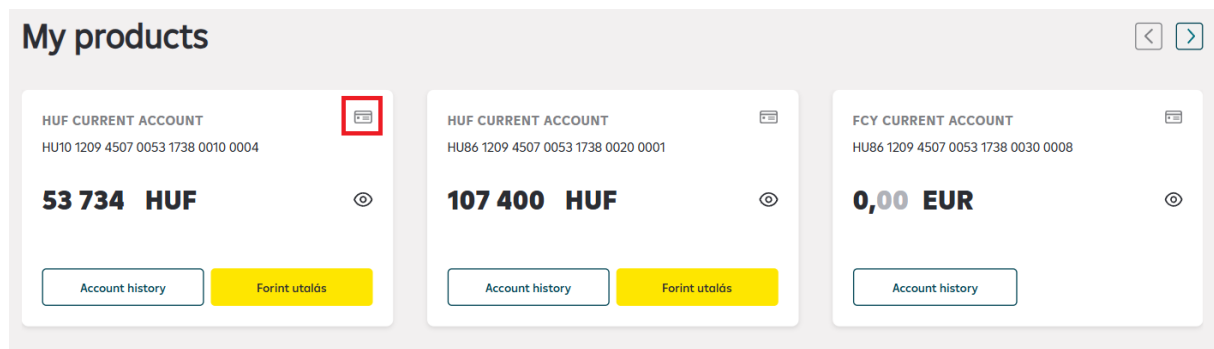 My products
HUF CURRENT ACCOUNT
HU10 1209 4507 0053 1738 0010 0004
53 734 HUF
Account history
Forint utalás
HUF CURRENT ACCOUNT
HU86 1209 4507 0053 1738 0020 0001
107 400 HUF
Account history
Forint utalás
FCY CURRENT ACCOUNT
HU86 1209 4507 0053 1738 0030 0008
0,00 EUR
Account history